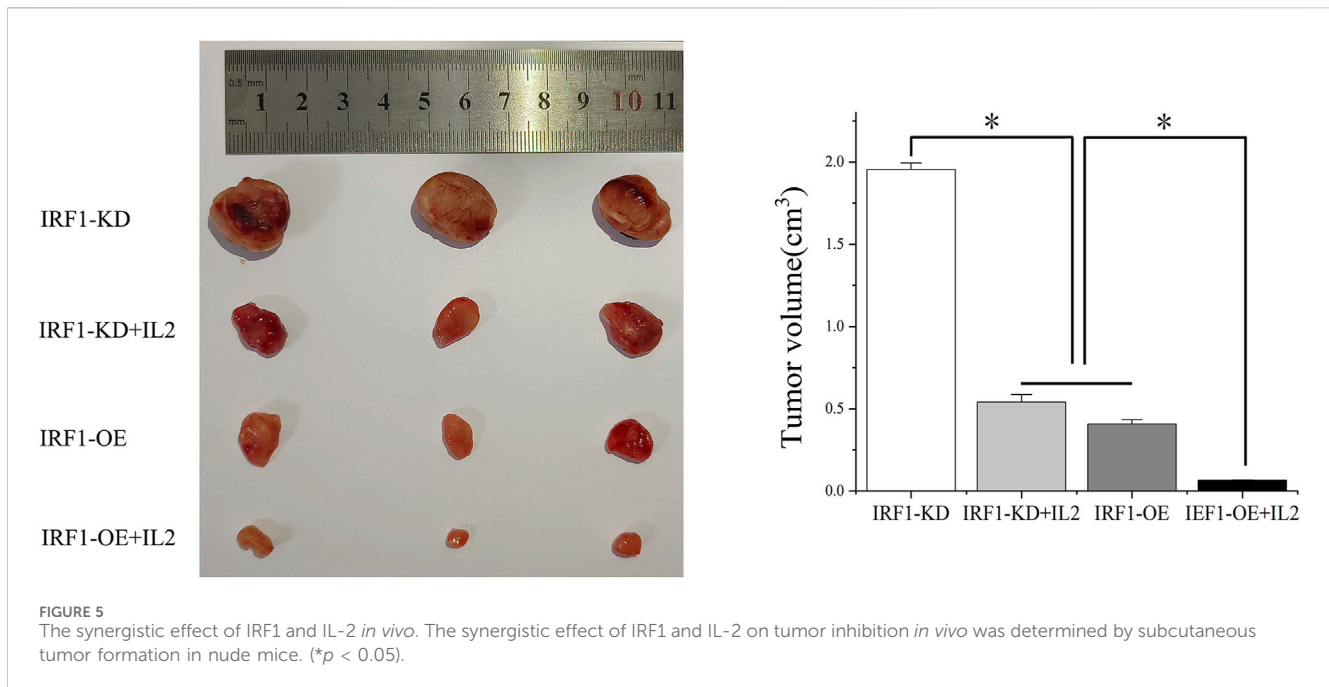 0.5 mm
mm
1 2 3 4 5 6 7 8 9 10 11
mm
IRF1-KD
IRF1-KD+IL2
IRF1-OE
IRF1-OE+IL2
Tumor volume(cm³)
2.0
1.5
1.0
0.5
0.0
* *
IRF1-KD IRF1-KD+IL2 IRF1-OE IEF1-OE+IL2
FIGURE 5
The synergistic effect of IRF1 and IL-2 in vivo. The synergistic effect of IRF1 and IL-2 on tumor inhibition in vivo was determined by subcutaneous
tumor formation in nude mice. (*p < 0.05).